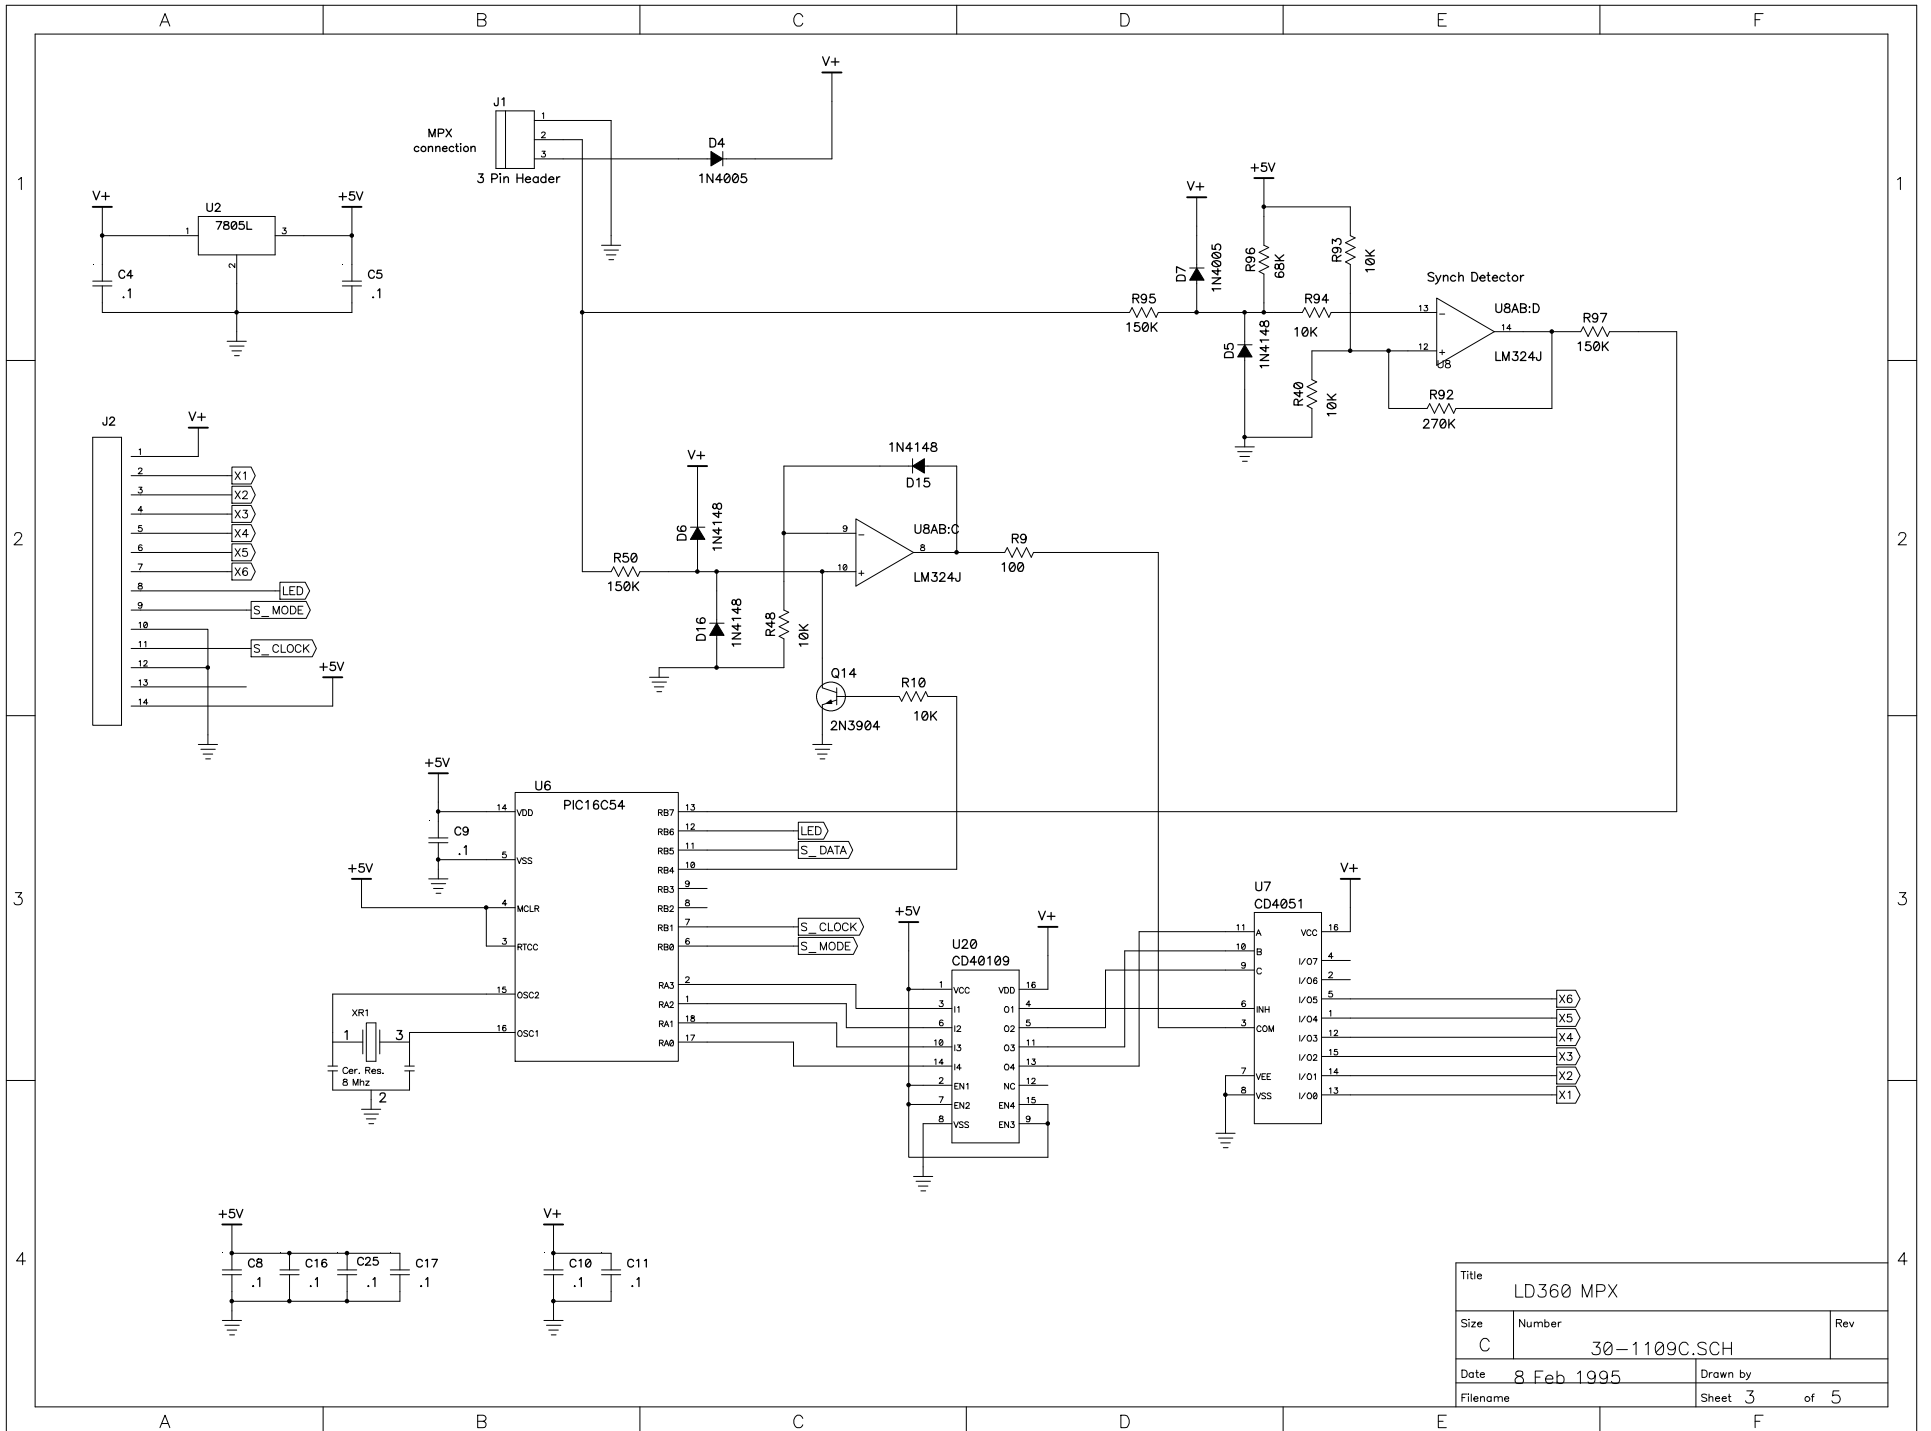 A B C D E F
1
2
3
4
V+
J1
MPX
connection
1
2
3
3 Pin Header
D4
1N4005
V+
U2
7805L
1
3
2
+5V
C4
.1
C5
.1
V+
D7
1N4005
+5V
R96
68K
R93
10K
Synch Detector
R95
150K
R94
10K
D5
1N4148
13
12
14
U8AB:D
LM324J
U8
R97
150K
R40
10K
R92
270K
J2
V+
1
2 X1
3 X2
4 X3
5 X4
6 X5
7 X6
8 LED
9 S_MODE
10
11 S_CLOCK
12
13
14
+5V
V+
1N4148
D15
D6
1N4148
R50
150K
D16
1N4148
R48
10K
9
10
8
U8AB:C
LM324J
R9
100
Q14
2N3904
R10
10K
+5V
C9
.1
+5V
U6
PIC16C54
14 VDD
5 VSS
4 MCLR
3 RTCC
15 OSC2
16 OSC1
RB7 13
RB6 12 LED
RB5 11 S_DATA
RB4 10
RB3 9
RB2 8
RB1 7 S_CLOCK
RB0 6 S_MODE
RA3 2
RA2 1
RA1 18
RA0 17
XR1
1
3
Cer. Res.
8 Mhz
2
+5V
V+
U20
CD40109
1 VCC
3 I1
6 I2
10 I3
14 I4
2 EN1
7 EN2
8 VSS
VDD 16
O1 4
O2 5
O3 11
O4 13
NC 12
EN4 15
EN3 9
V+
U7
CD4051
11 A
10 B
9 C
6 INH
3 COM
7 VEE
8 VSS
VCC 16
I/O7 4
I/O6 2
I/O5 5 X6
I/O4 1 X5
I/O3 12 X4
I/O2 15 X3
I/O1 14 X2
I/O0 13 X1
+5V
C8
.1
C16
.1
C25
.1
C17
.1
V+
C10
.1
C11
.1
Title
LD360 MPX
Size
C
Number
30-1109C.SCH
Rev
Date 8 Feb 1995
Drawn by
Filename
Sheet 3 of 5
1
2
3
4
A B C D E F